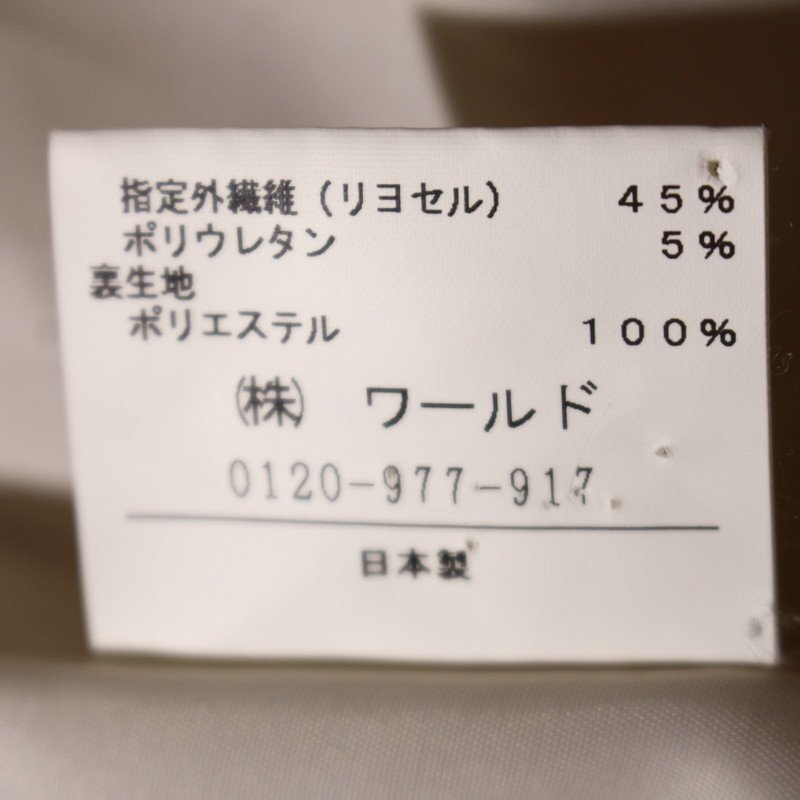 指定外繊維（リヨセル） ４５％
ポリウレタン ５％
裏生地
ポリエステル １００％
㈱ ワールド
0120-977-917
日本製